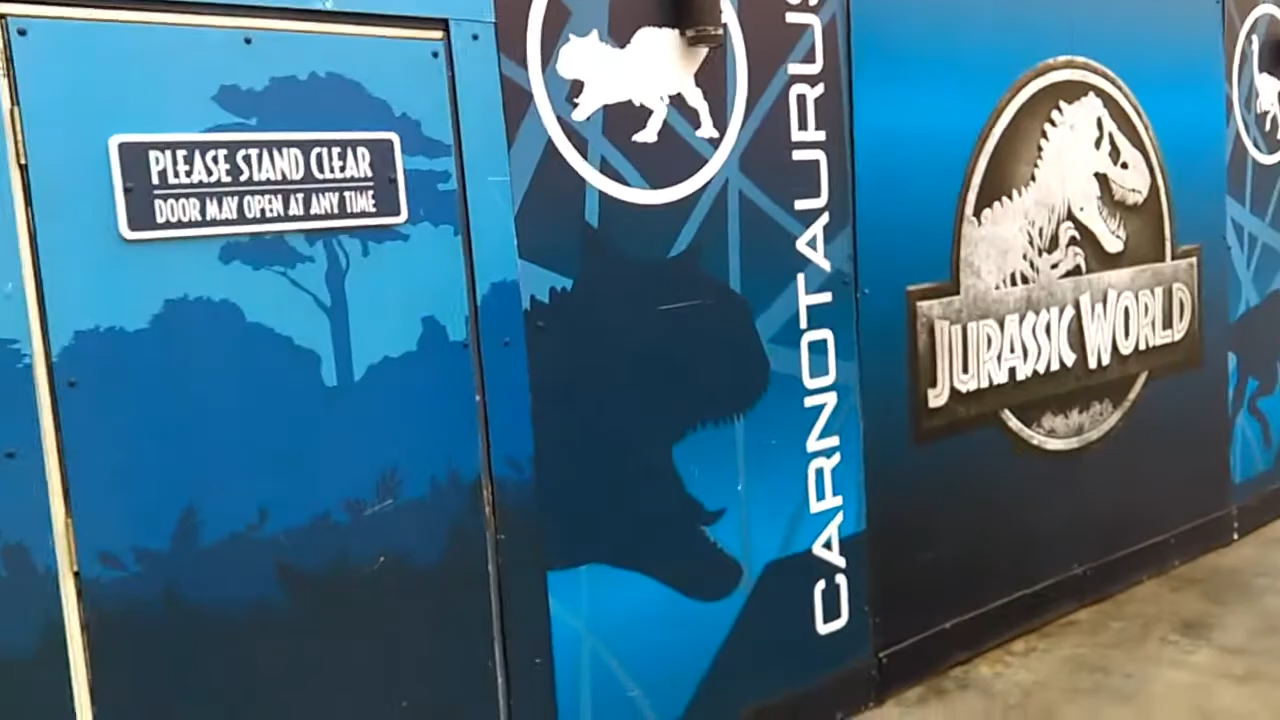 PLEASE STAND CLEAR
DOOR MAY OPEN AT ANY TIME
CARNOTAURUS
JURASSIC WORLD